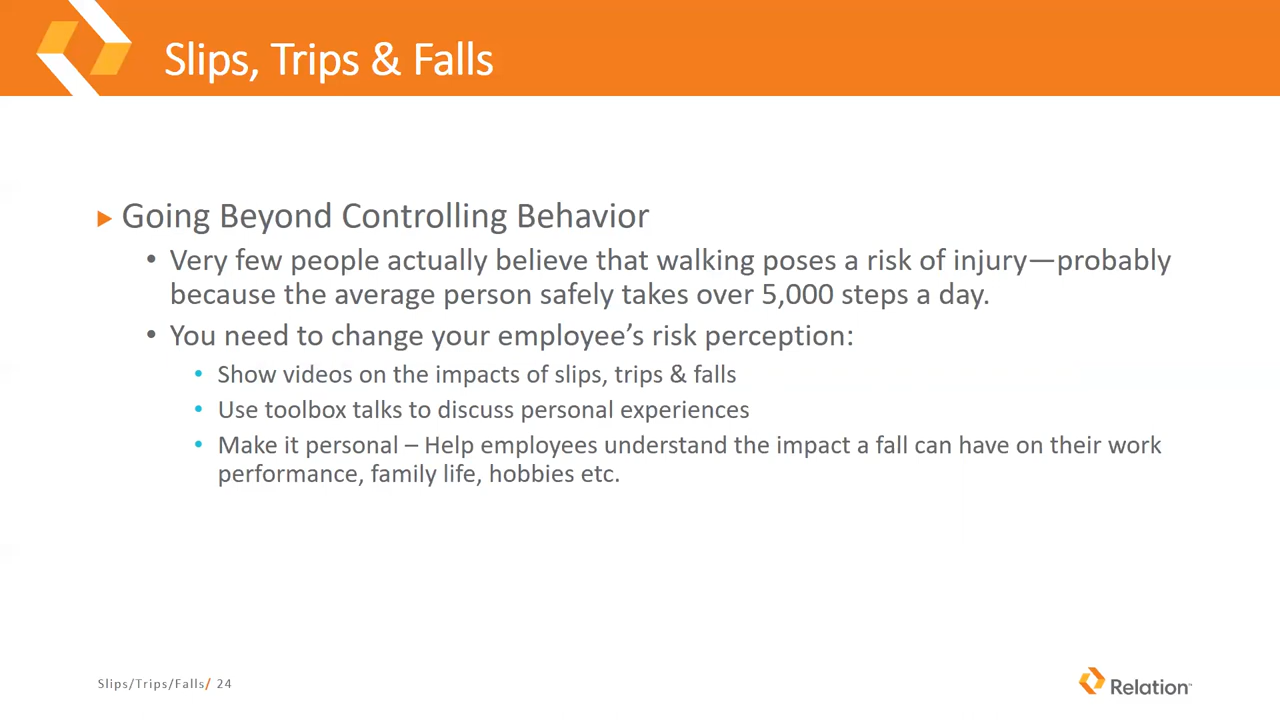 Slips, Trips & Falls
Going Beyond Controlling Behavior
• Very few people actually believe that walking poses a risk of injury—probably
because the average person safely takes over 5,000 steps a day.
• You need to change your employee’s risk perception:
• Show videos on the impacts of slips, trips & falls
• Use toolbox talks to discuss personal experiences
• Make it personal – Help employees understand the impact a fall can have on their work
performance, family life, hobbies etc.
Slips/Trips/Falls/ 24
Relation™